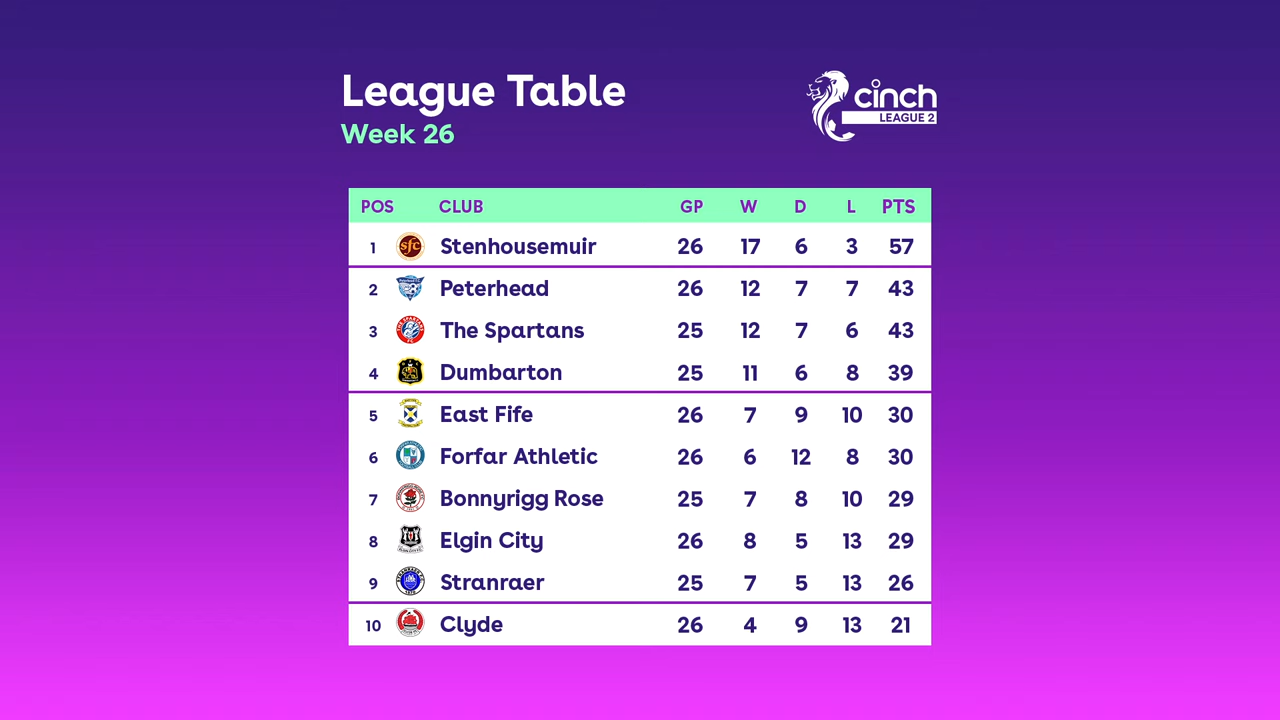 League Table
Week 26
cinch
LEAGUE 2
POS CLUB GP W D L PTS
1 sfc Stenhousemuir 26 17 6 3 57
2 Peterhead 26 12 7 7 43
3 The Spartans 25 12 7 6 43
4 Dumbarton 25 11 6 8 39
5 East Fife 26 7 9 10 30
6 Forfar Athletic 26 6 12 8 30
7 Bonnyrigg Rose 25 7 8 10 29
8 Elgin City 26 8 5 13 29
9 Stranraer 25 7 5 13 26
10 Clyde 26 4 9 13 21